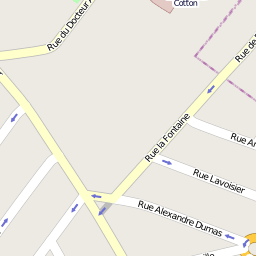 Cotton
Rue du Docteur
Rue de
Rue la Fontaine
Rue Lavoisier
Rue Alexandre Dumas